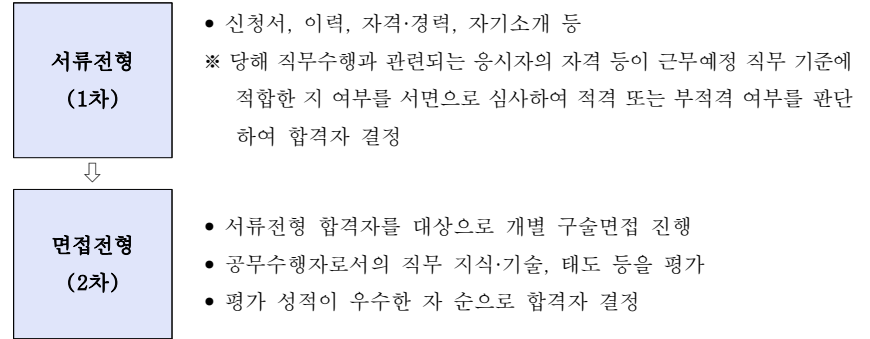 서류전형
(1차)
• 신청서, 이력, 자격·경력, 자기소개 등
※ 당해 직무수행과 관련되는 응시자의 자격 등이 근무예정 직무 기준에
적합한 지 여부를 서면으로 심사하여 적격 또는 부적격 여부를 판단
하여 합격자 결정
⇩
면접전형
(2차)
• 서류전형 합격자를 대상으로 개별 구술면접 진행
• 공무수행자로서의 직무 지식·기술, 태도 등을 평가
• 평가 성적이 우수한 자 순으로 합격자 결정